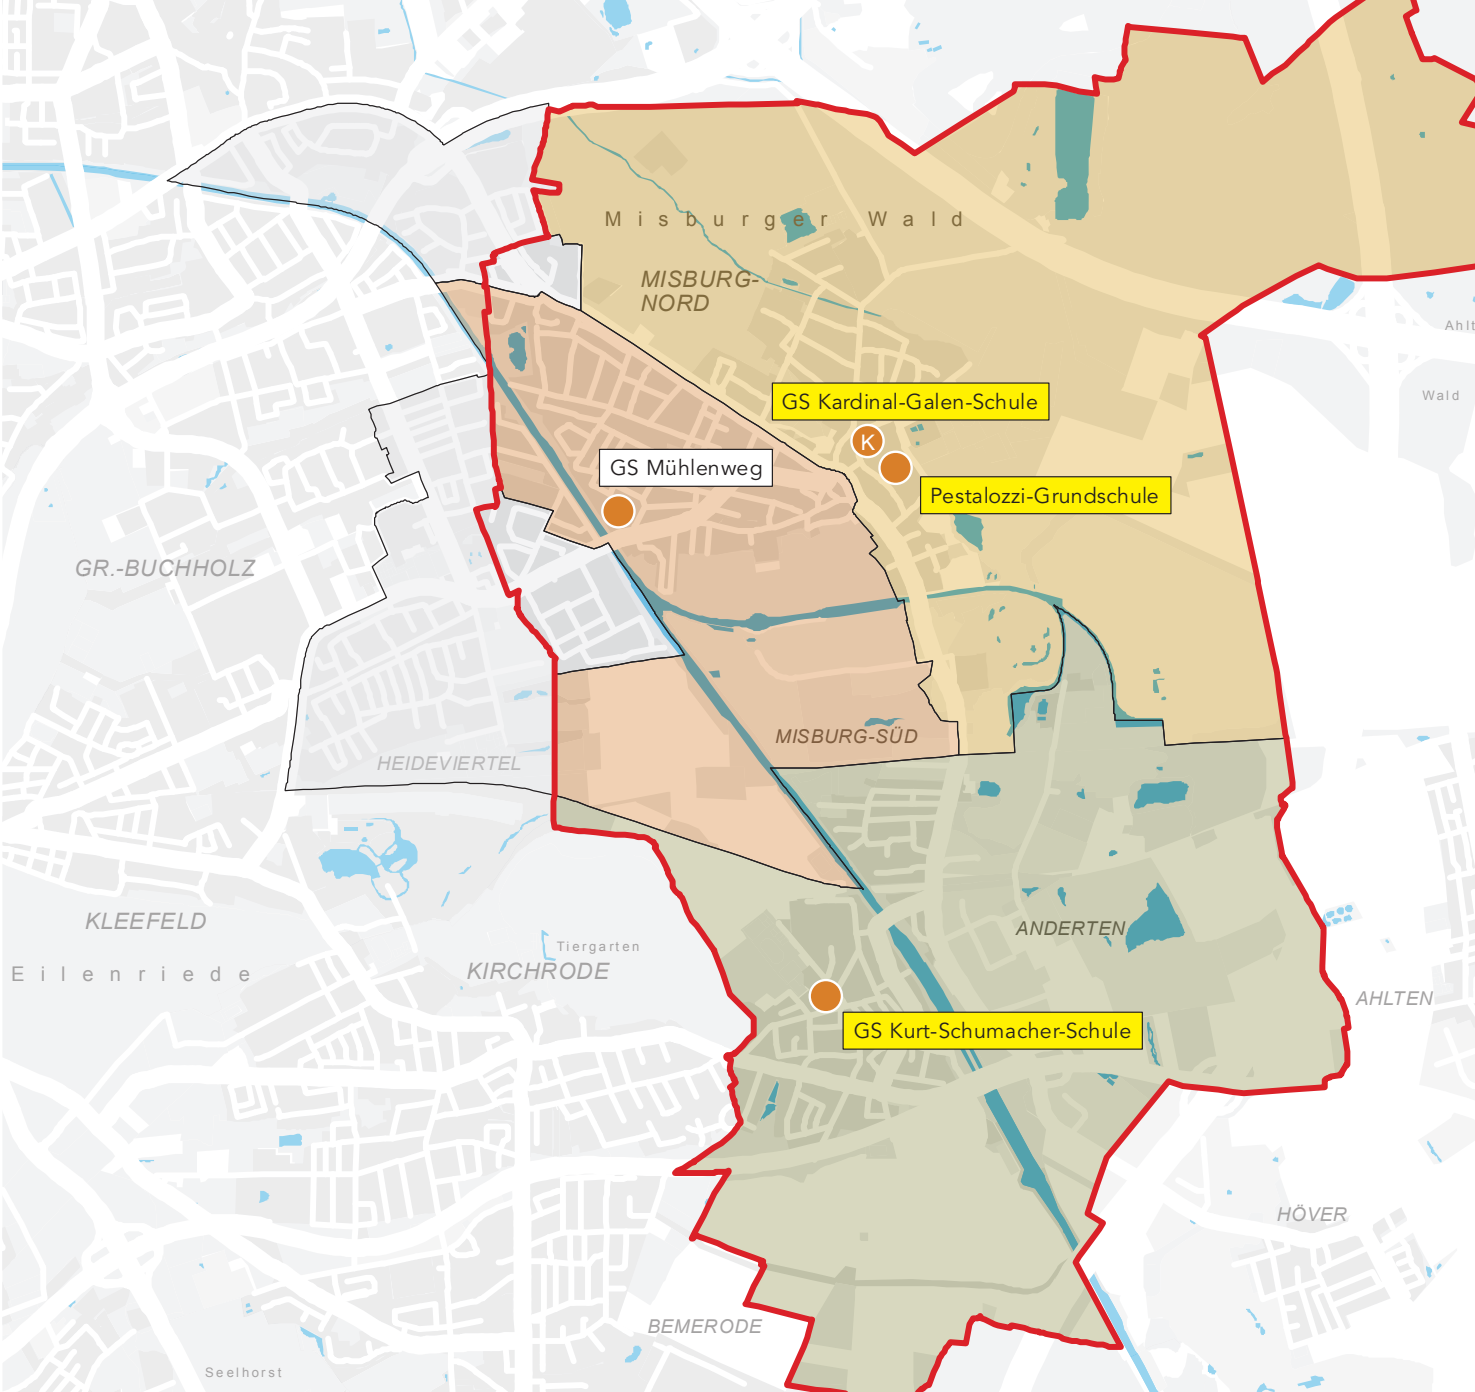 Misburger Wald
MISBURG-
NORD
Ahlt
Wald
GS Kardinal-Galen-Schule
K
GS Mühlenweg
Pestalozzi-Grundschule
GR.-BUCHHOLZ
MISBURG-SÜD
HEIDEVIERTEL
KLEEFELD
ANDERTEN
Tiergarten
Eilenriede
KIRCHRODE
AHLTEN
GS Kurt-Schumacher-Schule
HÖVER
BEMERODE
Seelhorst